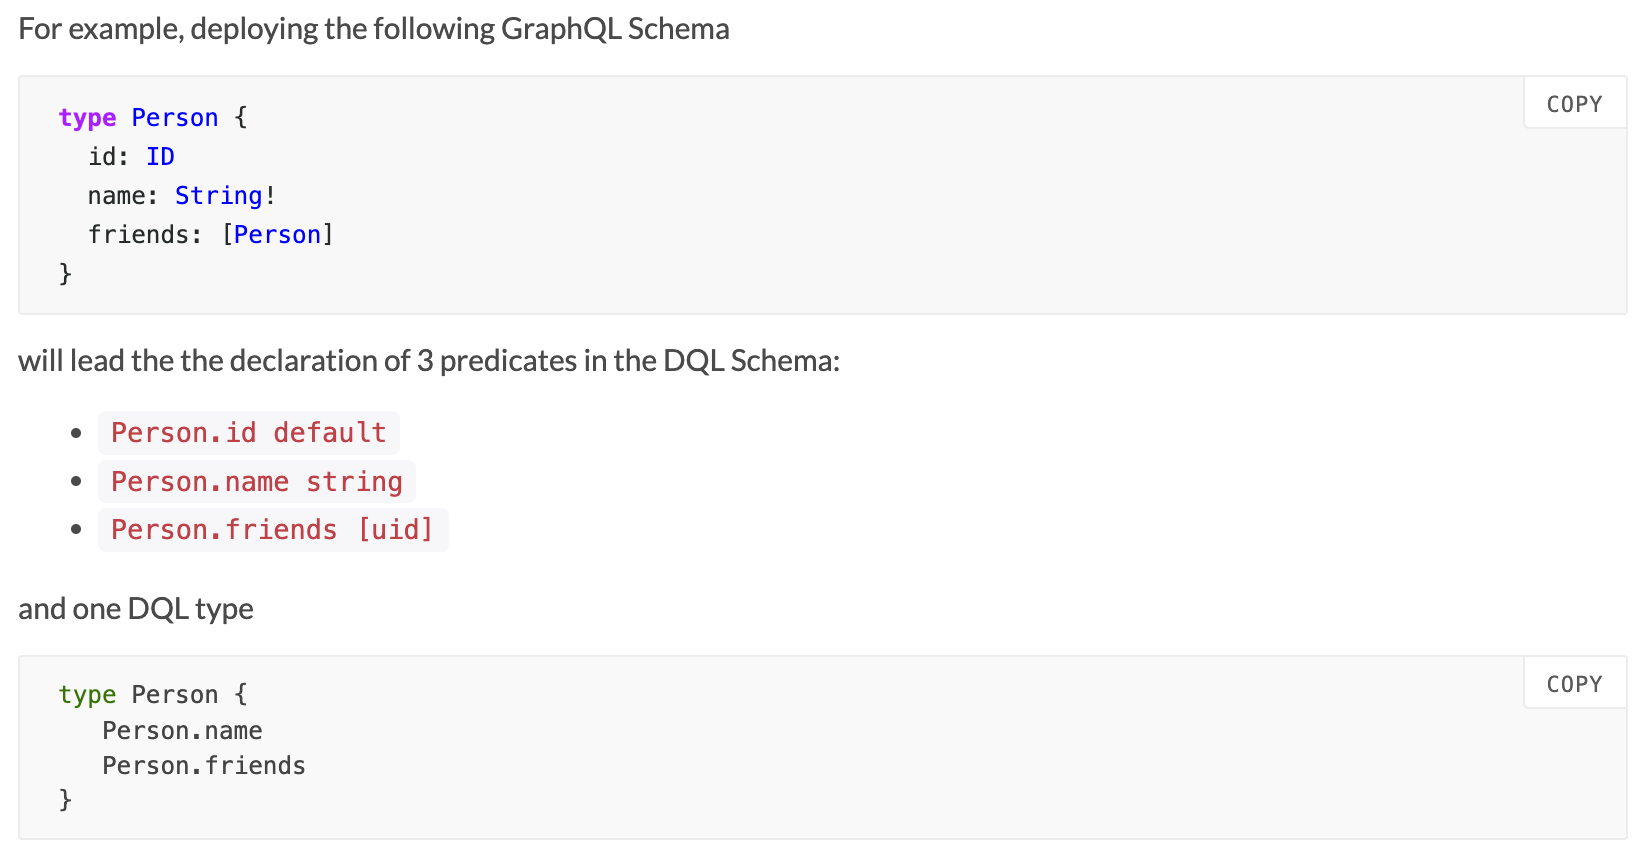 For example, deploying the following GraphQL Schema
COPY
type Person {
  id: ID
  name: String!
  friends: [Person]
}
will lead the the declaration of 3 predicates in the DQL Schema:
• Person.id default
• Person.name string
• Person.friends [uid]
and one DQL type
COPY
type Person {
   Person.name
   Person.friends
}